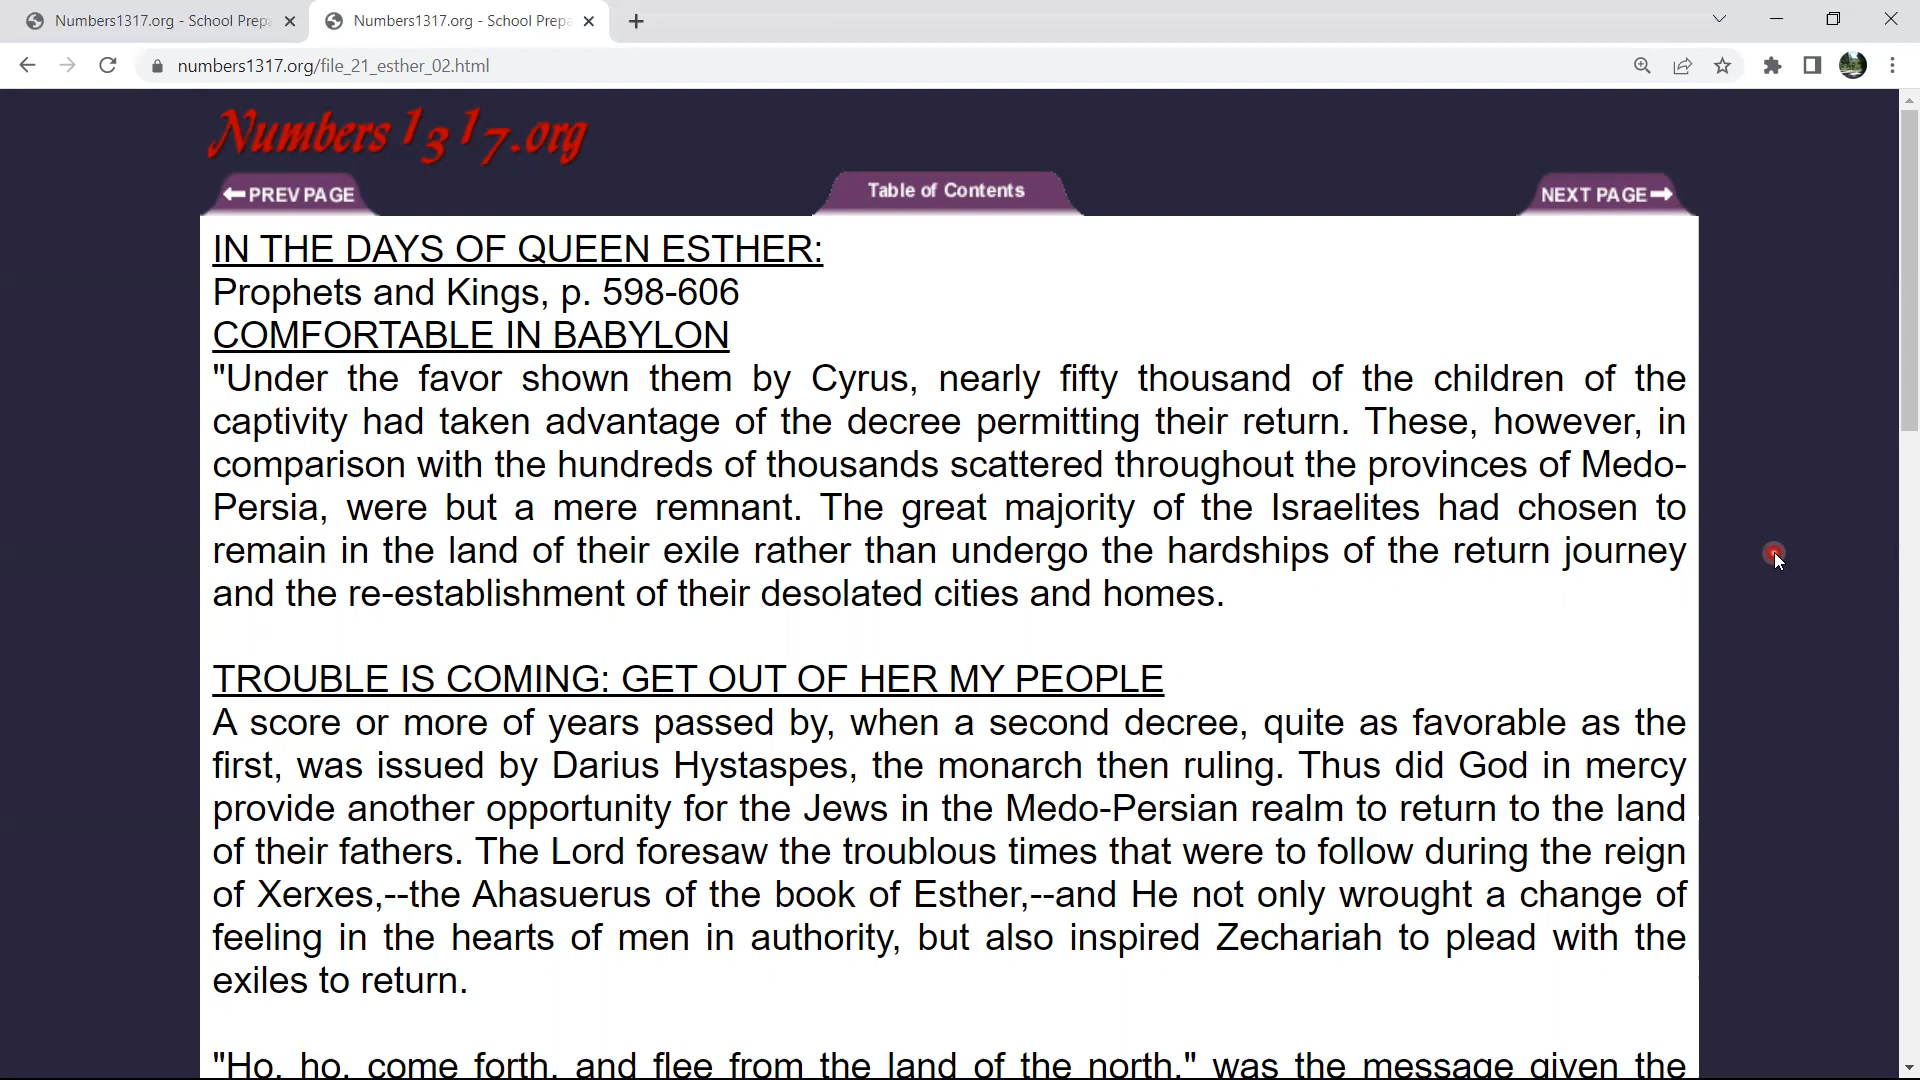 Numbers1317.org - School Prep
Numbers1317.org - School Prep
numbers1317.org/file_21_esther_02.html
Numbers1317.org
PREV PAGE
Table of Contents
NEXT PAGE
IN THE DAYS OF QUEEN ESTHER:
Prophets and Kings, p. 598-606
COMFORTABLE IN BABYLON
"Under the favor shown them by Cyrus, nearly fifty thousand of the children of the
captivity had taken advantage of the decree permitting their return. These, however, in
comparison with the hundreds of thousands scattered throughout the provinces of Medo-
Persia, were but a mere remnant. The great majority of the Israelites had chosen to
remain in the land of their exile rather than undergo the hardships of the return journey
and the re-establishment of their desolated cities and homes.
TROUBLE IS COMING: GET OUT OF HER MY PEOPLE
A score or more of years passed by, when a second decree, quite as favorable as the
first, was issued by Darius Hystaspes, the monarch then ruling. Thus did God in mercy
provide another opportunity for the Jews in the Medo-Persian realm to return to the land
of their fathers. The Lord foresaw the troublous times that were to follow during the reign
of Xerxes,--the Ahasuerus of the book of Esther,--and He not only wrought a change of
feeling in the hearts of men in authority, but also inspired Zechariah to plead with the
exiles to return.
"Ho, ho, come forth, and flee from the land of the north," was the message given the